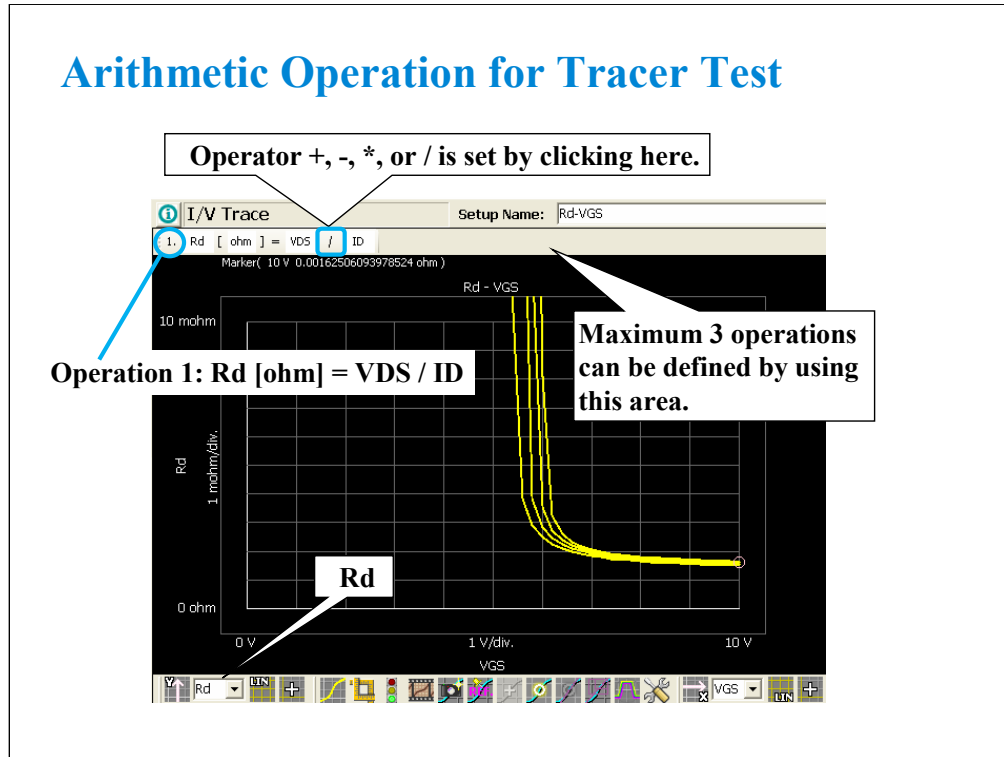 Arithmetic Operation for Tracer Test
Operator +, -, *, or / is set by clicking here.
I/V Trace
Setup Name: Rd-VGS
1. Rd [ ohm ] = VDS / ID
Marker( 10 V 0.00162506093978524 ohm )
Rd - VGS
10 mohm
Maximum 3 operations
can be defined by using
this area.
Operation 1: Rd [ohm] = VDS / ID
Rd
1 mohm/div.
Rd
0 ohm
0 V
1 V/div.
10 V
VGS
Y
Rd
LIN
X
VGS
LIN